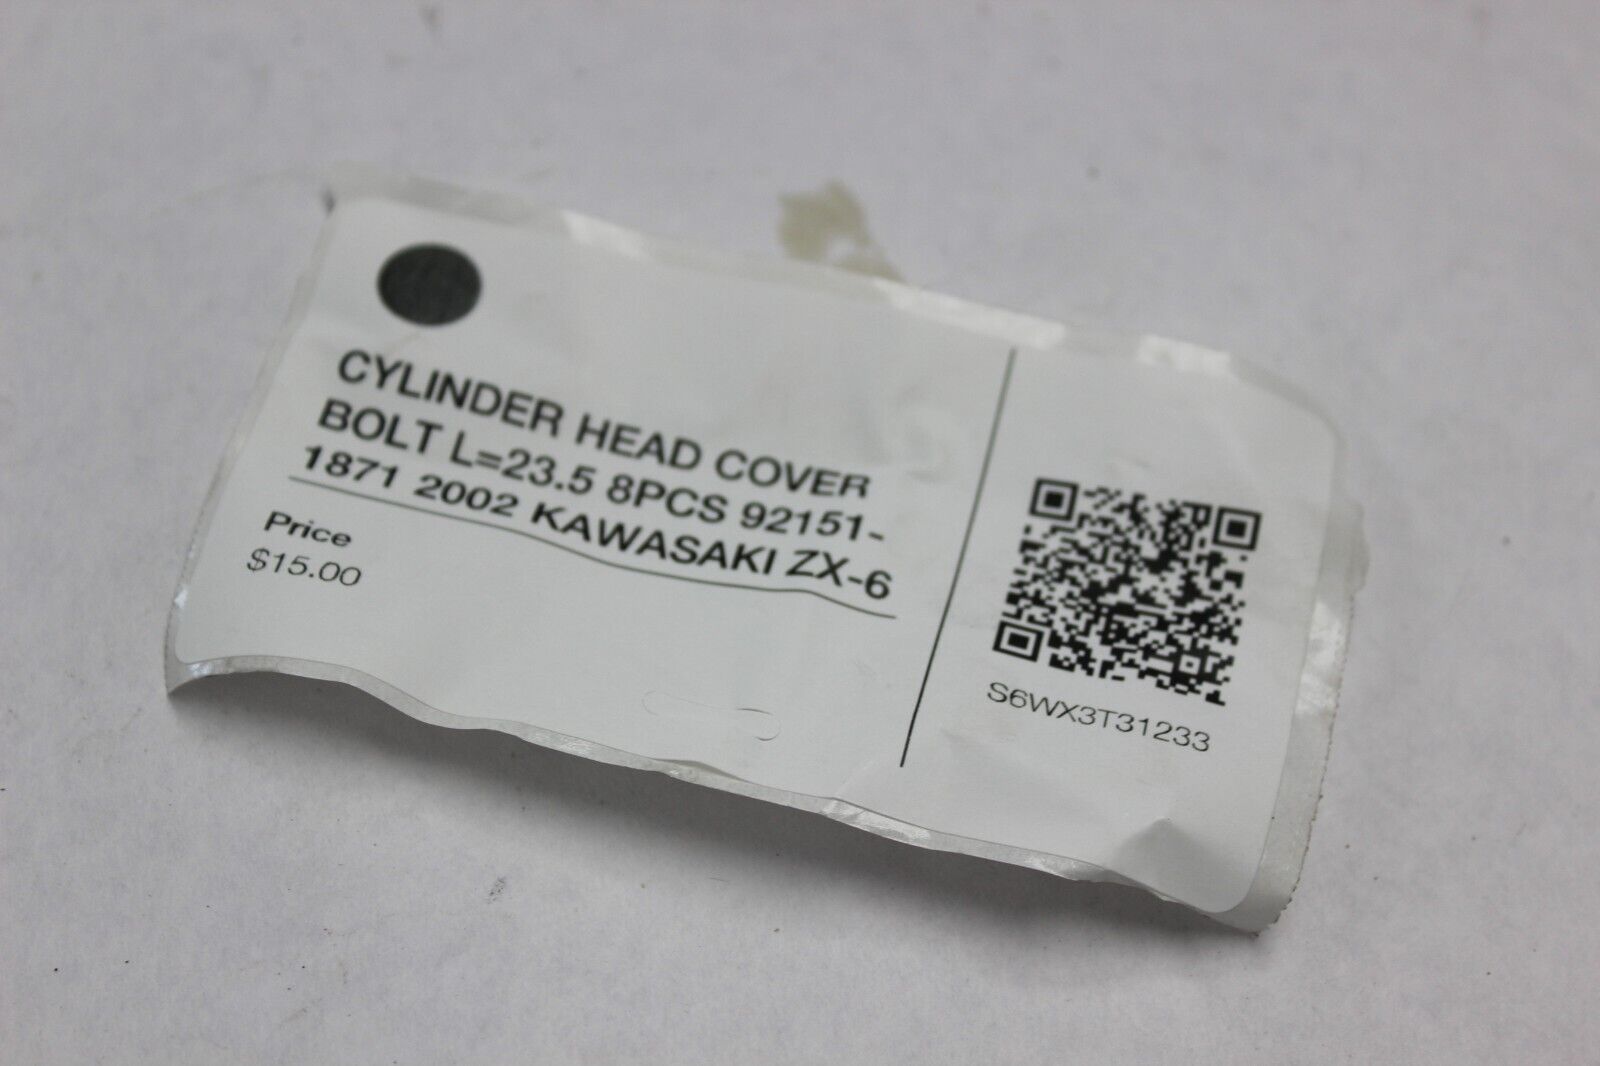 CYLINDER HEAD COVER
BOLT L=23.5 8PCS 92151-
1871 2002 KAWASAKI ZX-6
Price
$15.00
S6WX3T31233